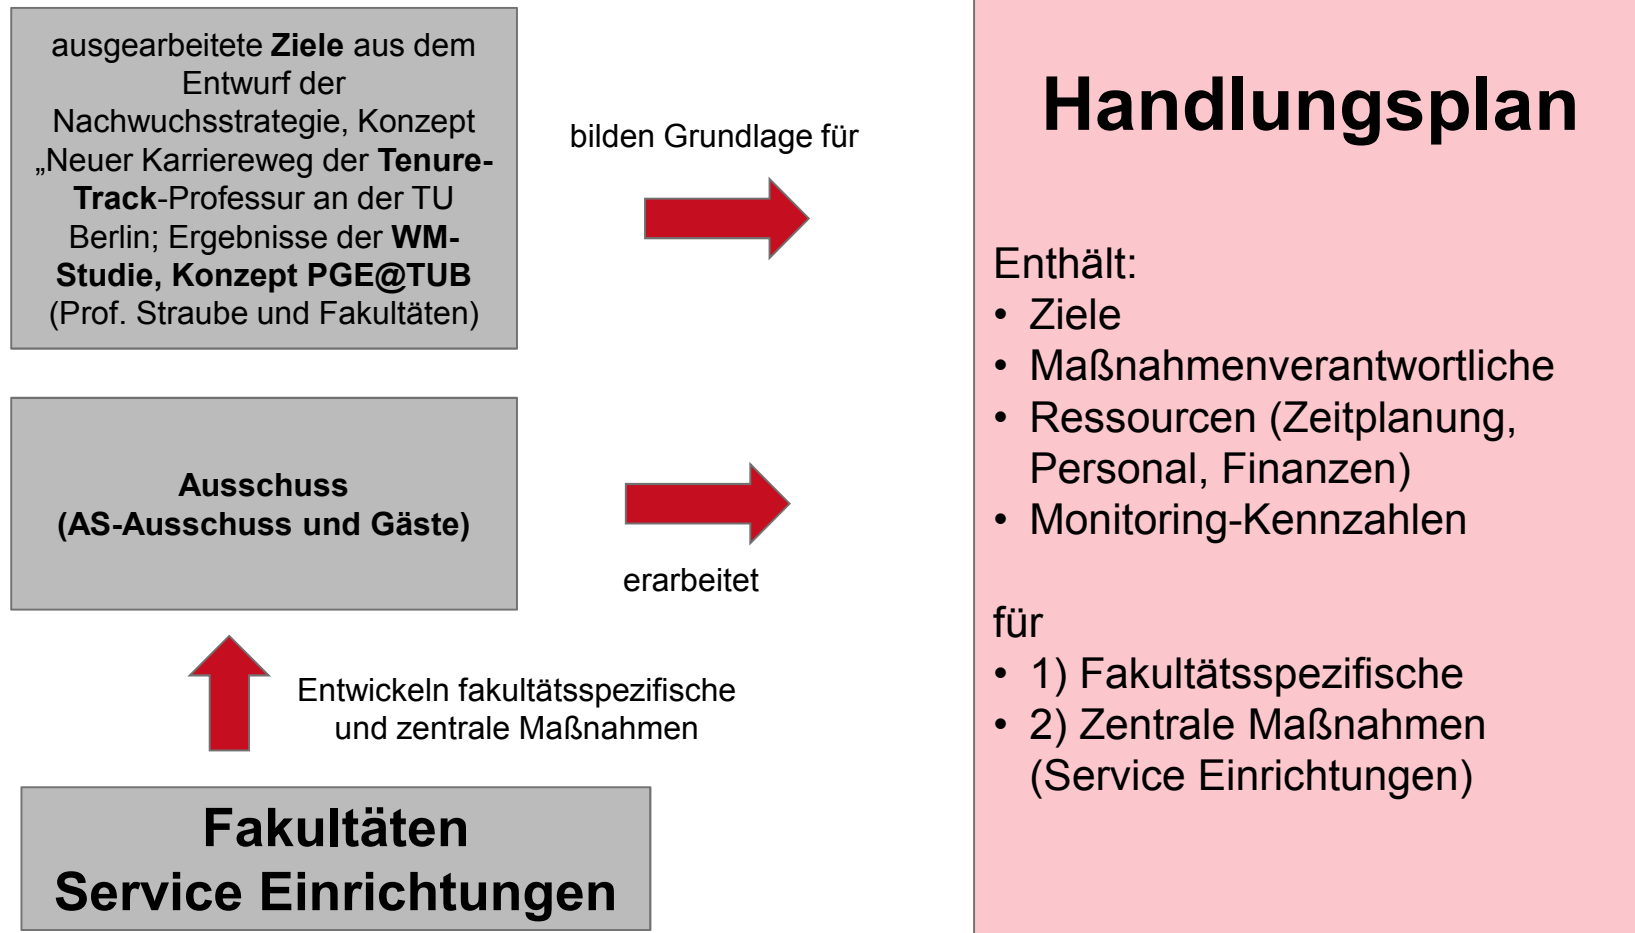 ausgearbeitete Ziele aus dem
Entwurf der
Nachwuchsstrategie, Konzept
„Neuer Karriereweg der Tenure-
Track-Professur an der TU
Berlin; Ergebnisse der WM-
Studie, Konzept PGE@TUB
(Prof. Straube und Fakultäten)
bilden Grundlage für
Ausschuss
(AS-Ausschuss und Gäste)
erarbeitet
Entwickeln fakultätsspezifische
und zentrale Maßnahmen
Fakultäten
Service Einrichtungen
Handlungsplan
Enthält:
• Ziele
• Maßnahmenverantwortliche
• Ressourcen (Zeitplanung,
Personal, Finanzen)
• Monitoring-Kennzahlen
für
• 1) Fakultätsspezifische
• 2) Zentrale Maßnahmen
(Service Einrichtungen)